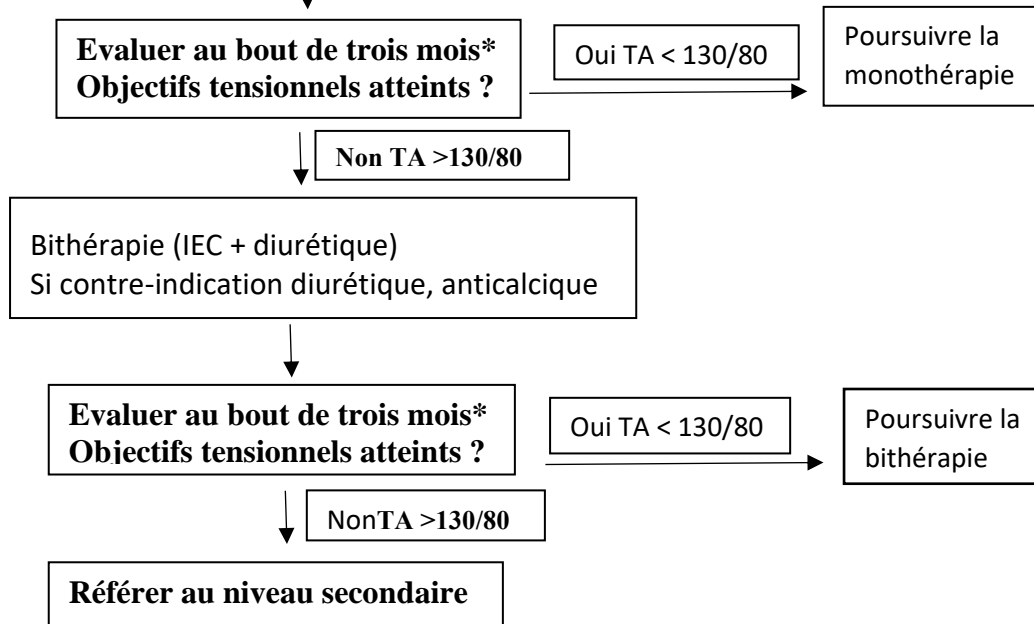 Evaluer au bout de trois mois*
Objectifs tensionnels atteints ?
Oui TA < 130/80
Poursuivre la
monothérapie
Non TA >130/80
Bithérapie (IEC + diurétique)
Si contre-indication diurétique, anticalcique
Evaluer au bout de trois mois*
Objectifs tensionnels atteints ?
Oui TA < 130/80
Poursuivre la
bithérapie
NonTA >130/80
Référer au niveau secondaire